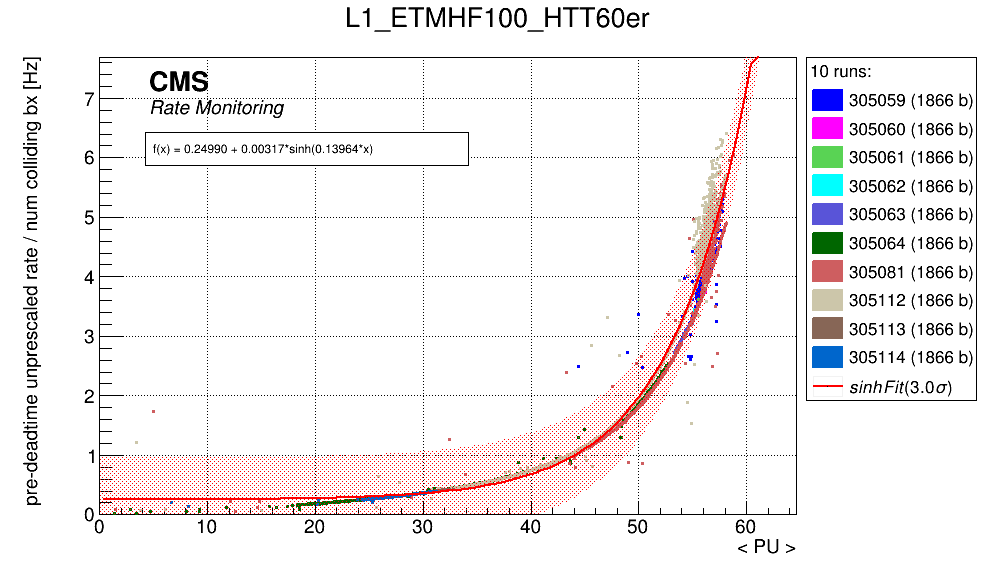 L1_ETMHF100_HTT60er
pre-deadtime unprescaled rate / num colliding bx [Hz]
CMS
Rate Monitoring
f(x) = 0.24990 + 0.00317*sinh(0.13964*x)
7
6
5
4
3
2
1
0
0 10 20 30 40 50 60
< PU >
10 runs:
305059 (1866 b)
305060 (1866 b)
305061 (1866 b)
305062 (1866 b)
305063 (1866 b)
305064 (1866 b)
305081 (1866 b)
305112 (1866 b)
305113 (1866 b)
305114 (1866 b)
sinhFit(3.0σ)